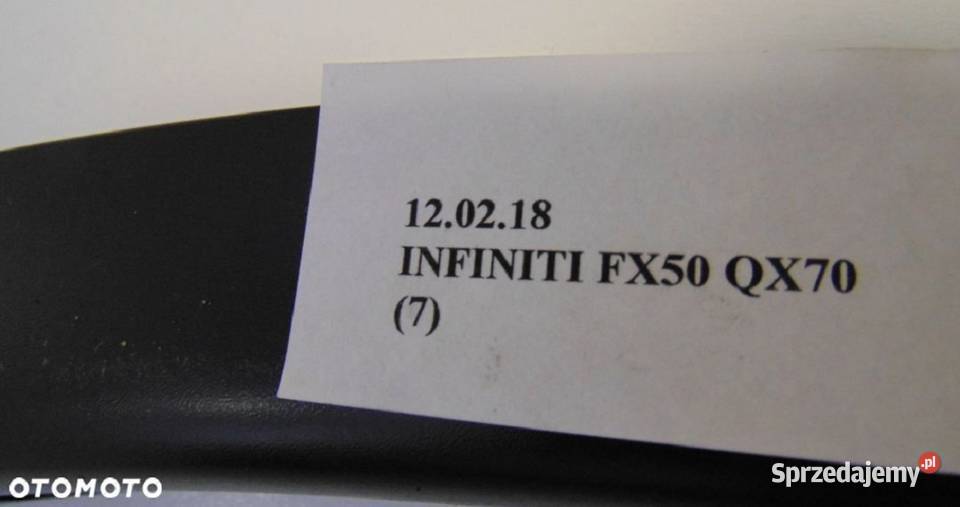 12.02.18
INFINITI FX50 QX70
(7)
Sprzedajemy.pl
OTOMOTO